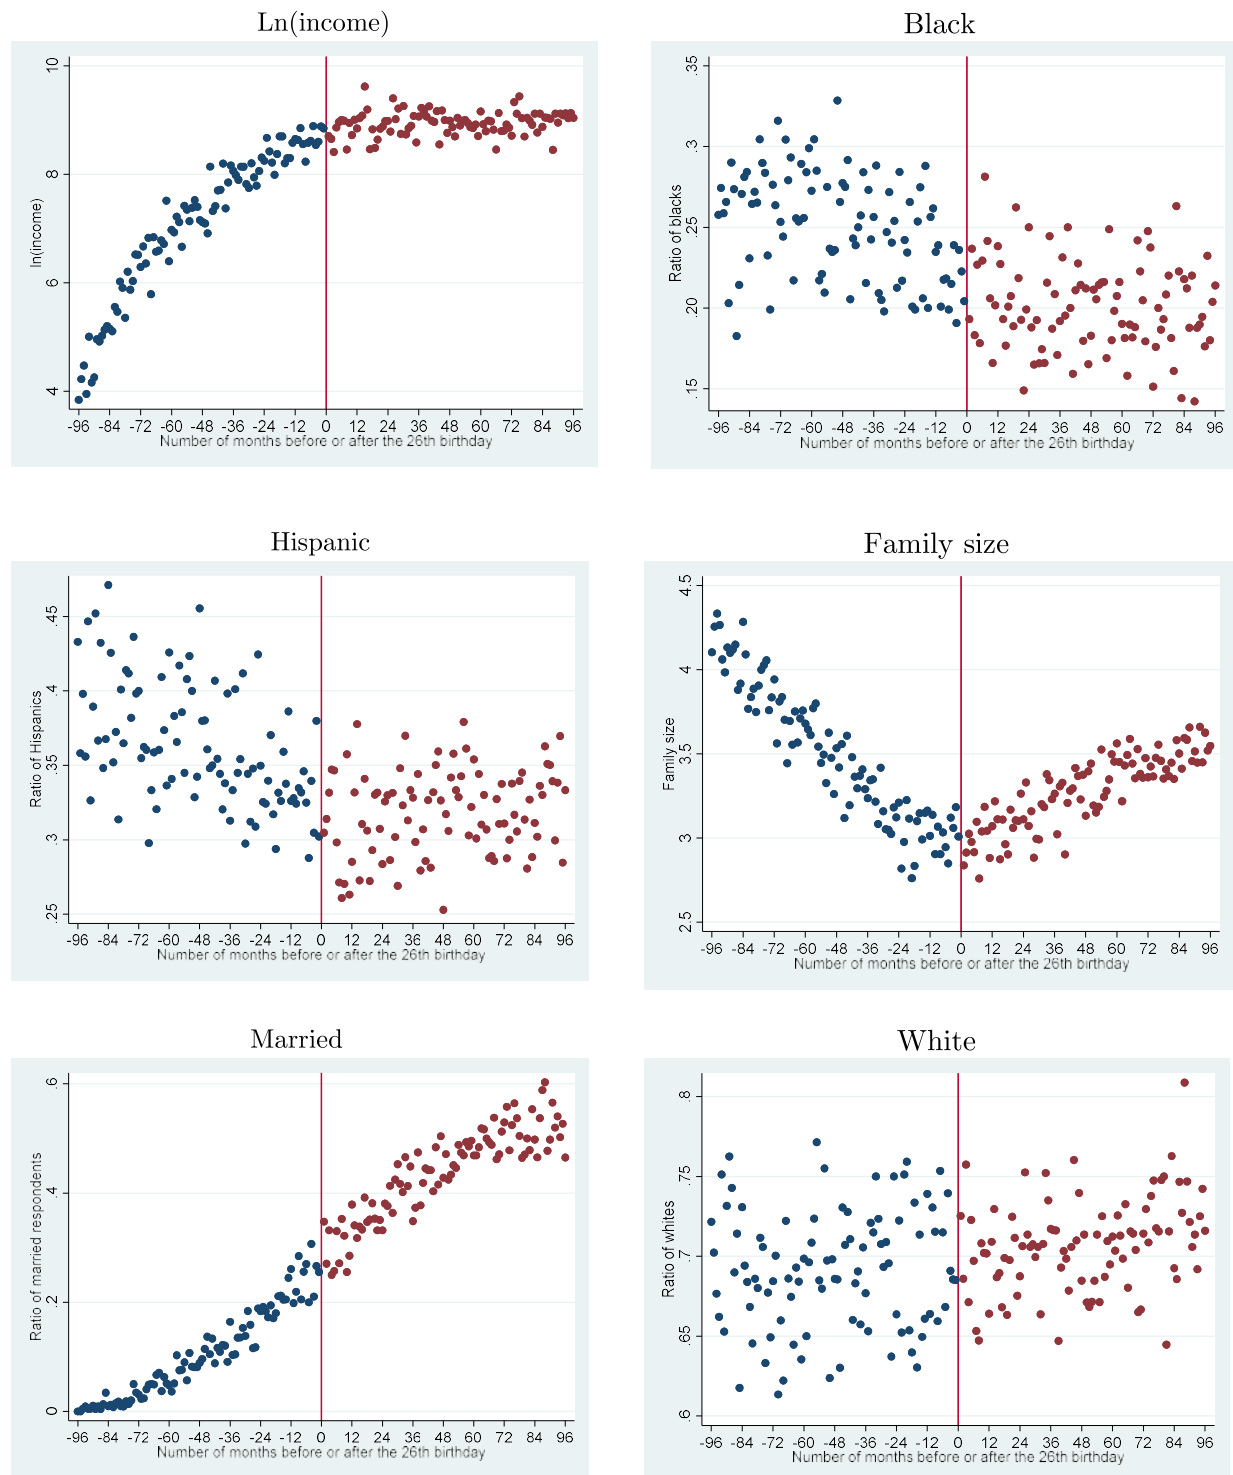 Ln(income)
10
8
6
4
ln(income)
-96 -84 -72 -60 -48 -36 -24 -12 0 12 24 36 48 60 72 84 96
Number of months before or after the 26th birthday
Black
.35
.3
.25
.20
.15
Ratio of blacks
-96 -84 -72 -60 -48 -36 -24 -12 0 12 24 36 48 60 72 84 96
Number of months before or after the 26th birthday
Hispanic
.45
.4
.35
.3
.25
Ratio of Hispanics
-96 -84 -72 -60 -48 -36 -24 -12 0 12 24 36 48 60 72 84 96
Number of months before or after the 26th birthday
Family size
4.5
4
3.5
3
2.5
Family size
-96 -84 -72 -60 -48 -36 -24 -12 0 12 24 36 48 60 72 84 96
Number of months before or after the 26th birthday
Married
.6
.4
.2
0
Ratio of married respondents
-96 -84 -72 -60 -48 -36 -24 -12 0 12 24 36 48 60 72 84 96
Number of months before or after the 26th birthday
White
.8
.75
.7
.65
.6
Ratio of whites
-96 -84 -72 -60 -48 -36 -24 -12 0 12 24 36 48 60 72 84 96
Number of months before or after the 26th birthday